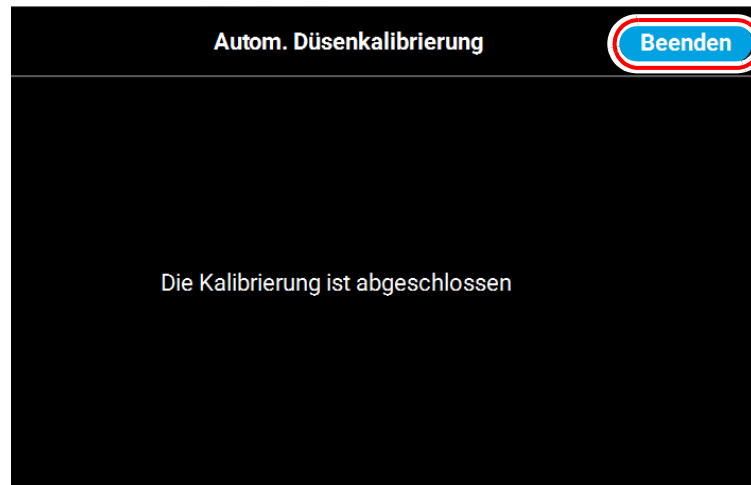 Autom. Düsenkalibrierung
Beenden
Die Kalibrierung ist abgeschlossen